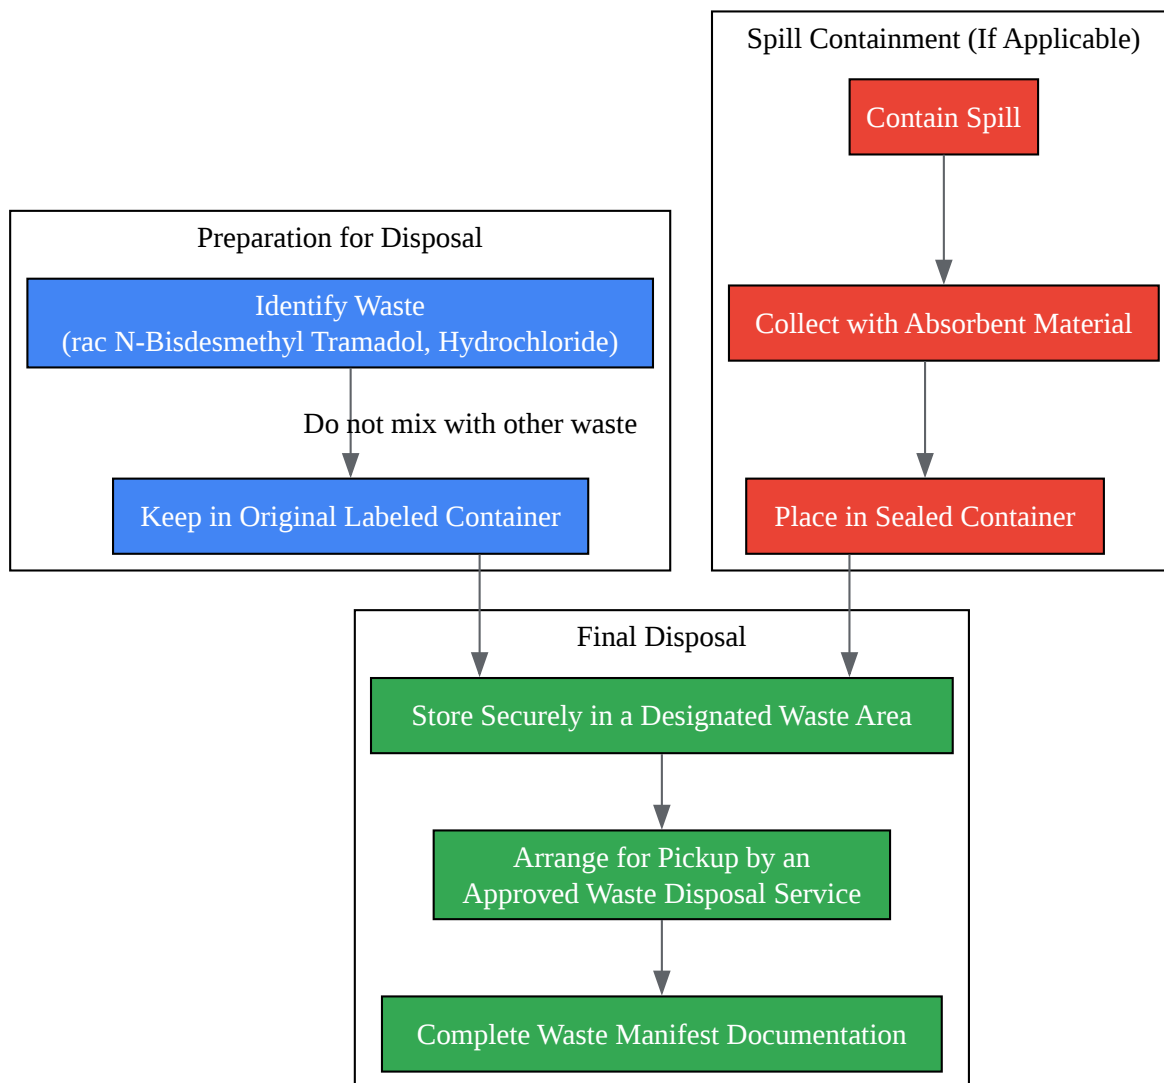 Spill Containment (If Applicable)
Contain Spill
Collect with Absorbent Material
Place in Sealed Container
Preparation for Disposal
Identify Waste
(rac N-Bisdesmethyl Tramadol, Hydrochloride)
Do not mix with other waste
Keep in Original Labeled Container
Final Disposal
Store Securely in a Designated Waste Area
Arrange for Pickup by an
Approved Waste Disposal Service
Complete Waste Manifest Documentation